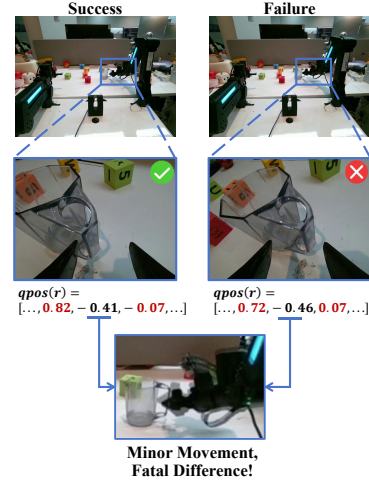 Success
Failure
qpos(r) =
[..., 0.82, − 0.41, − 0.07, ...]
qpos(r) =
[..., 0.72, − 0.46, 0.07, ...]
Minor Movement,
Fatal Difference!